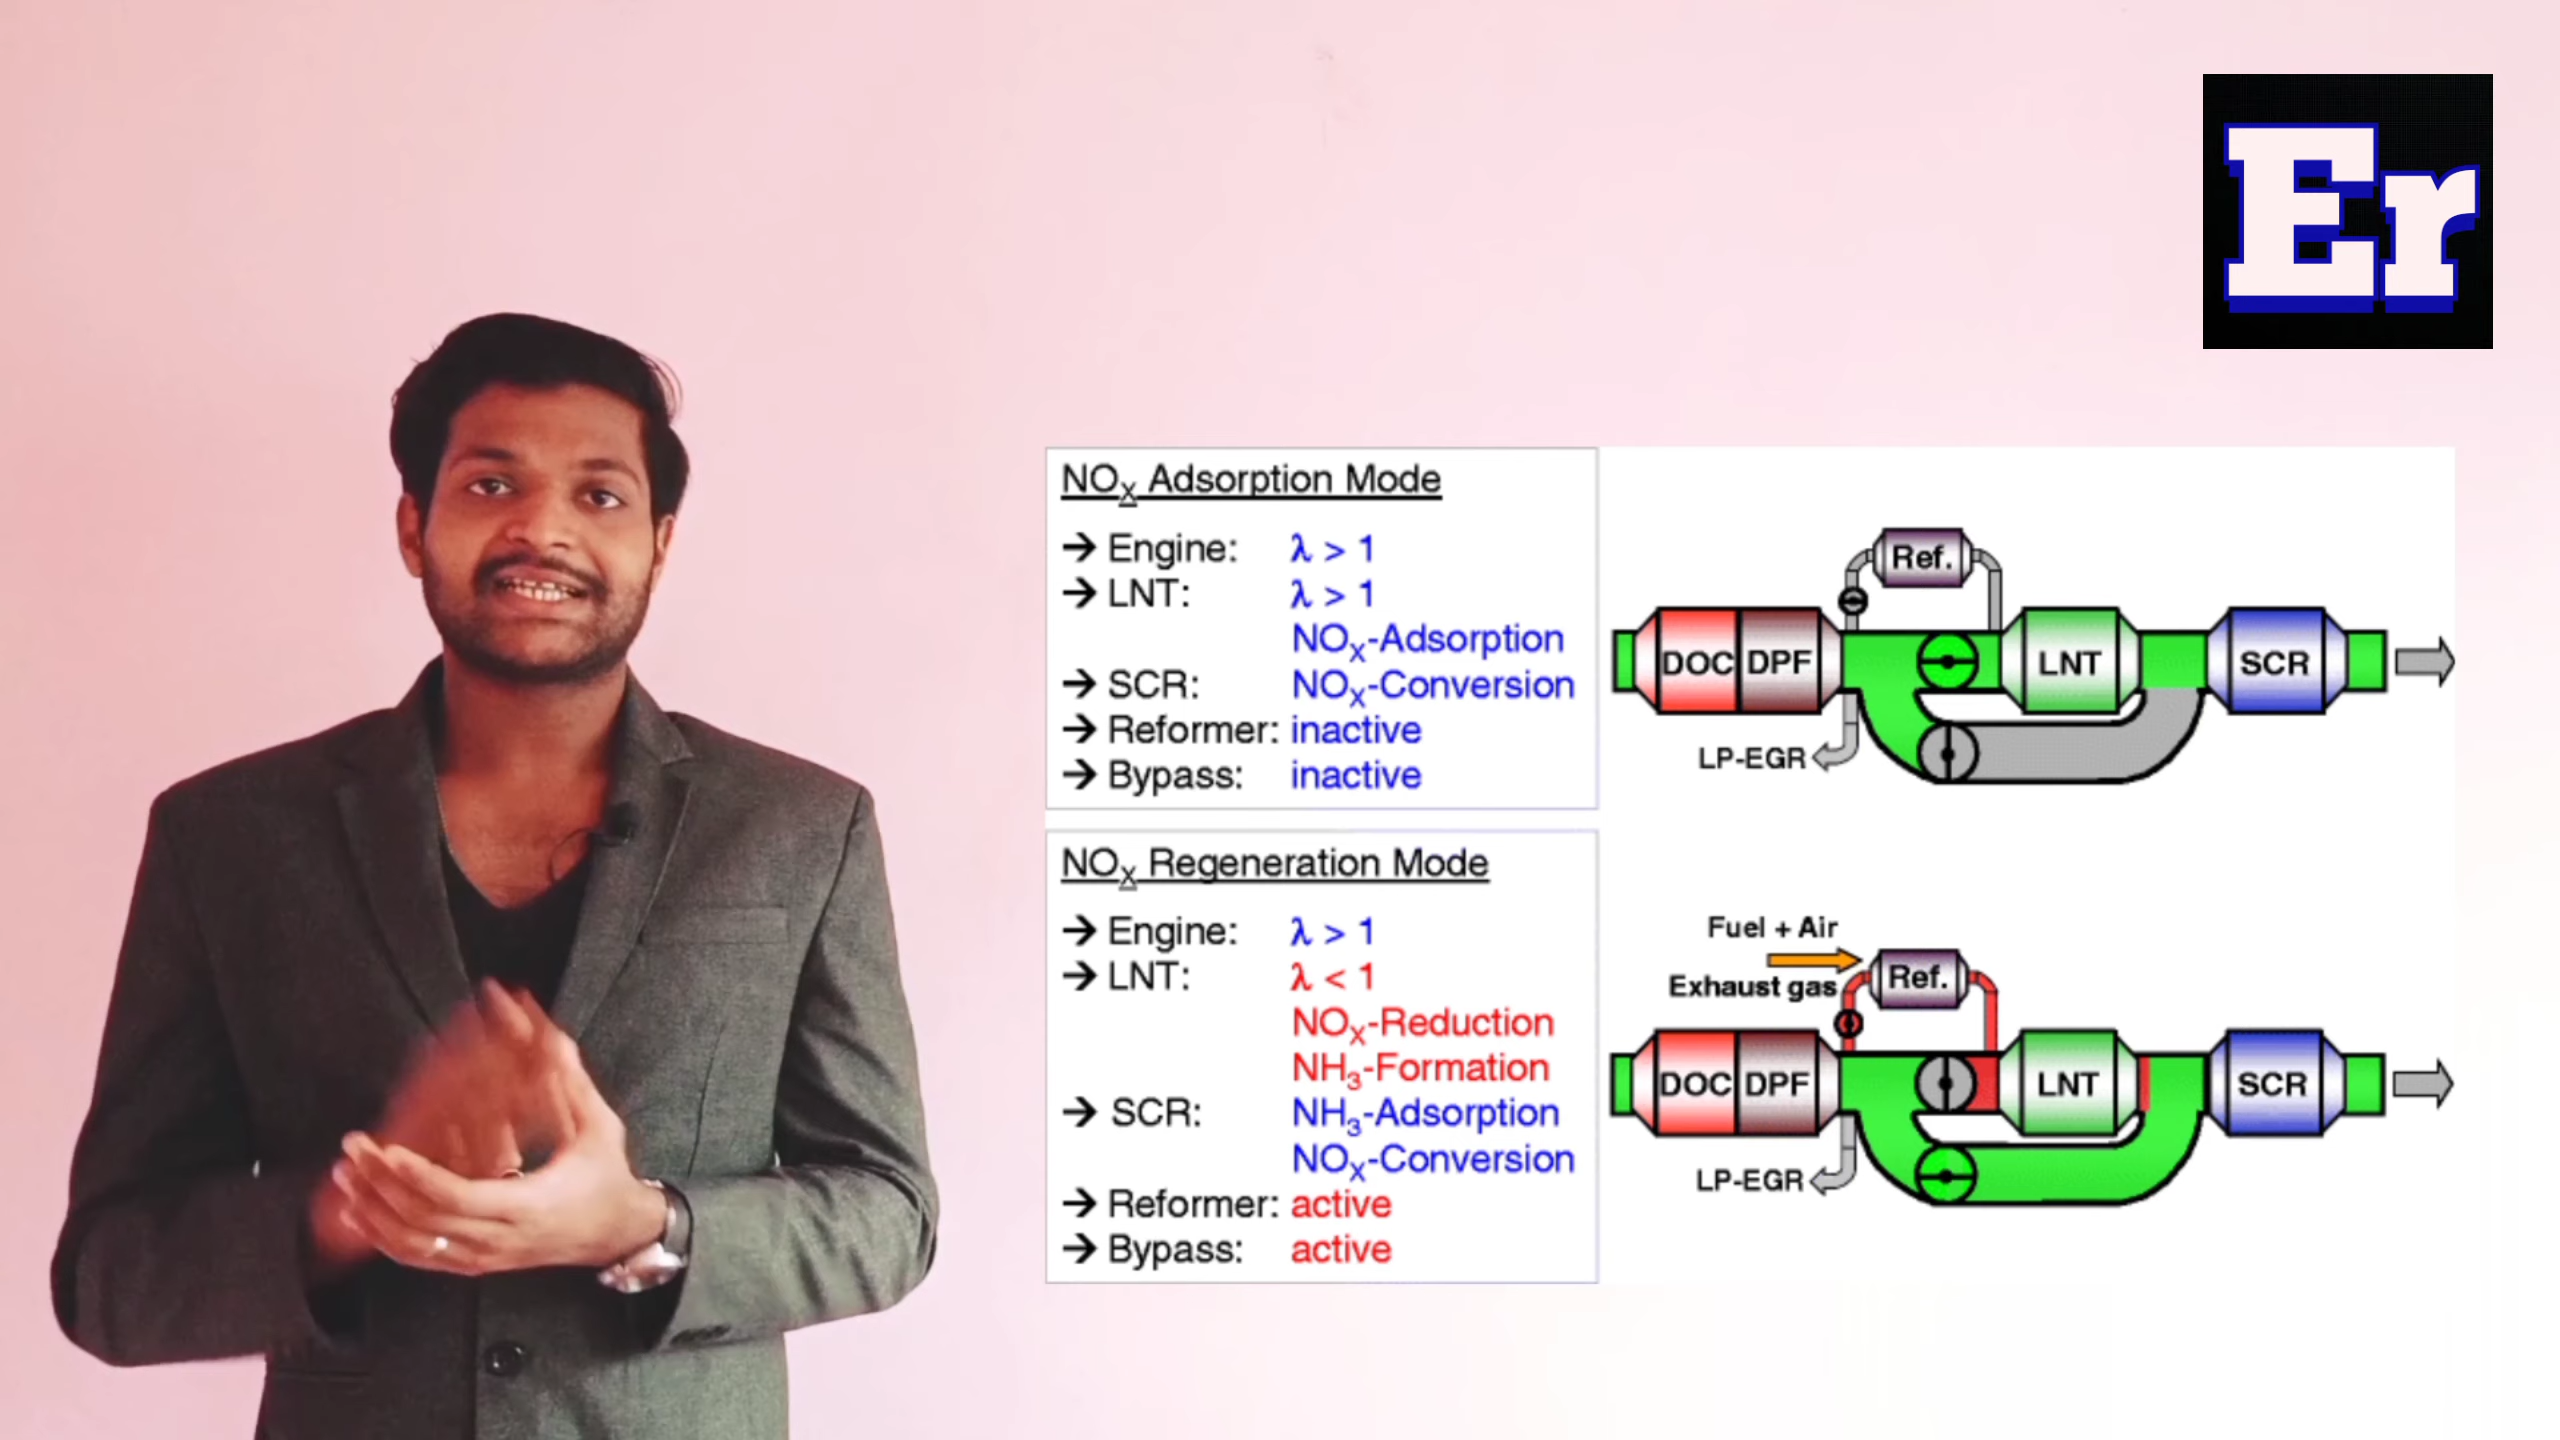 Er
NOX Adsorption Mode
→ Engine: λ > 1
→ LNT: λ > 1
NOX-Adsorption
→ SCR: NOX-Conversion
→ Reformer: inactive
→ Bypass: inactive
Ref.
DOC DPF LNT SCR
LP-EGR
NOX Regeneration Mode
→ Engine: λ > 1
→ LNT: λ < 1
NOX-Reduction
NH3-Formation
→ SCR: NH3-Adsorption
NOX-Conversion
→ Reformer: active
→ Bypass: active
Fuel + Air
Exhaust gas
Ref.
DOC DPF LNT SCR
LP-EGR